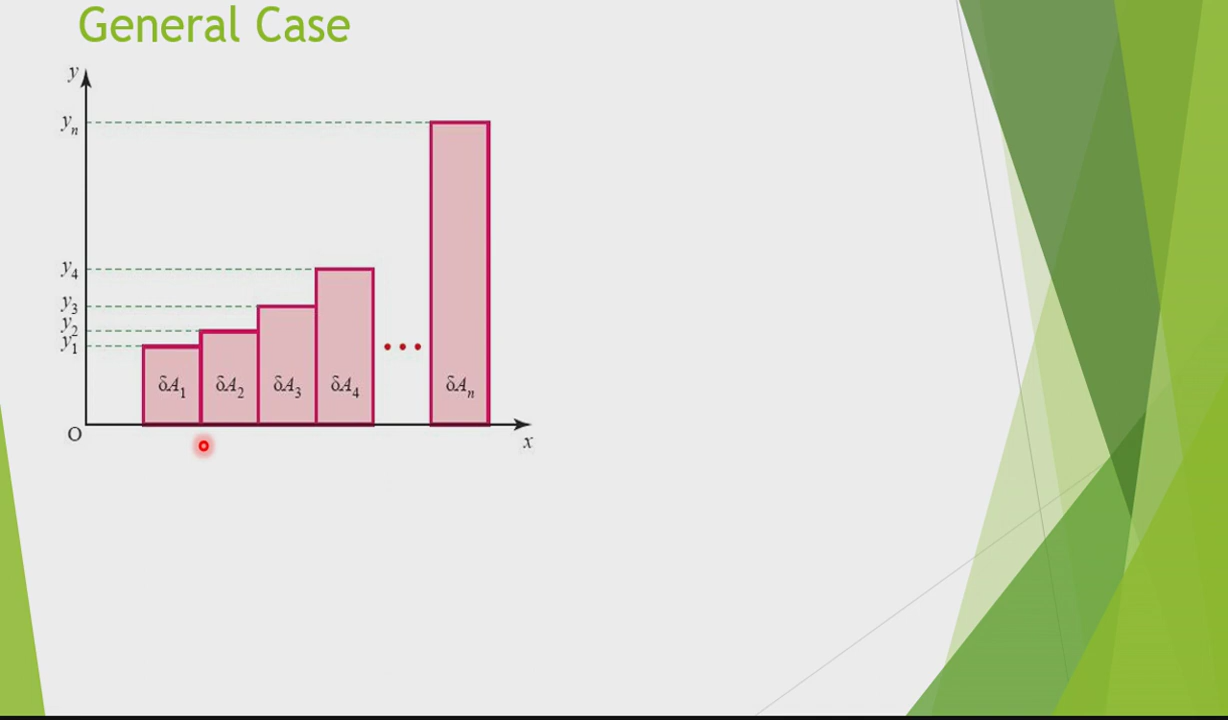 General Case
y
yₙ
y₄
y₃
y₂
y₁
δA₁ δA₂ δA₃ δA₄ δAₙ
O
x